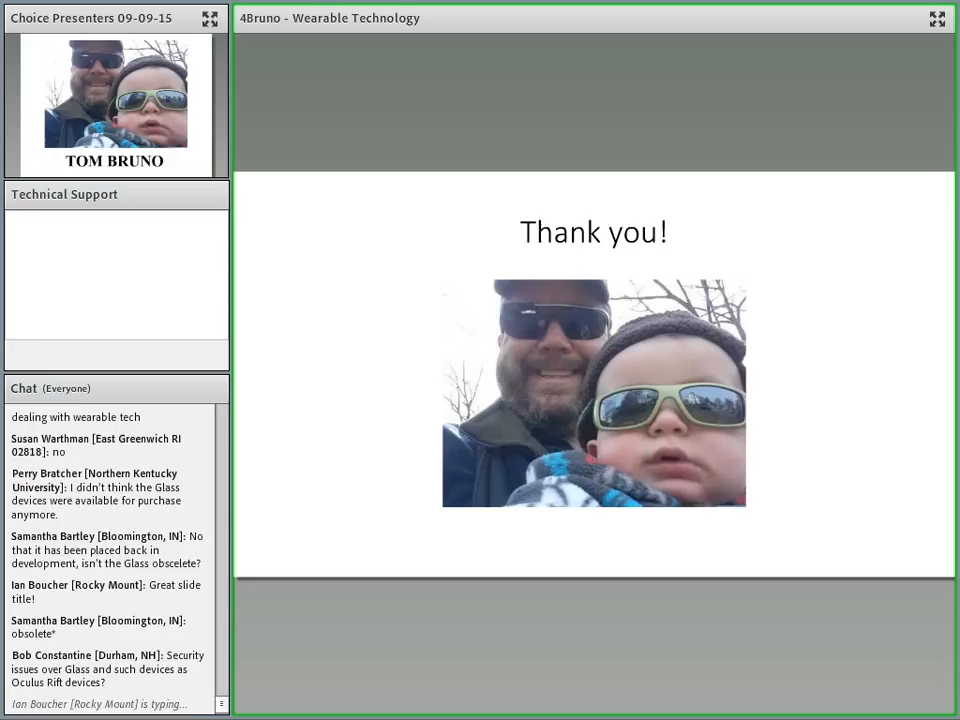 Choice Presenters 09-09-15
TOM BRUNO
Technical Support
Chat (Everyone)
dealing with wearable tech
Susan Warthman [East Greenwich RI
02818]: no
Perry Bratcher [Northern Kentucky
University]: I didn't think the Glass
devices were available for purchase
anymore.
Samantha Bartley [Bloomington, IN]: No
that it has been placed back in
development, isn't the Glass obscelete?
Ian Boucher [Rocky Mount]: Great slide
title!
Samantha Bartley [Bloomington, IN]:
obsolete*
Bob Constantine [Durham, NH]: Security
issues over Glass and such devices as
Oculus Rift devices?
Ian Boucher [Rocky Mount] is typing...
4Bruno - Wearable Technology
Thank you!